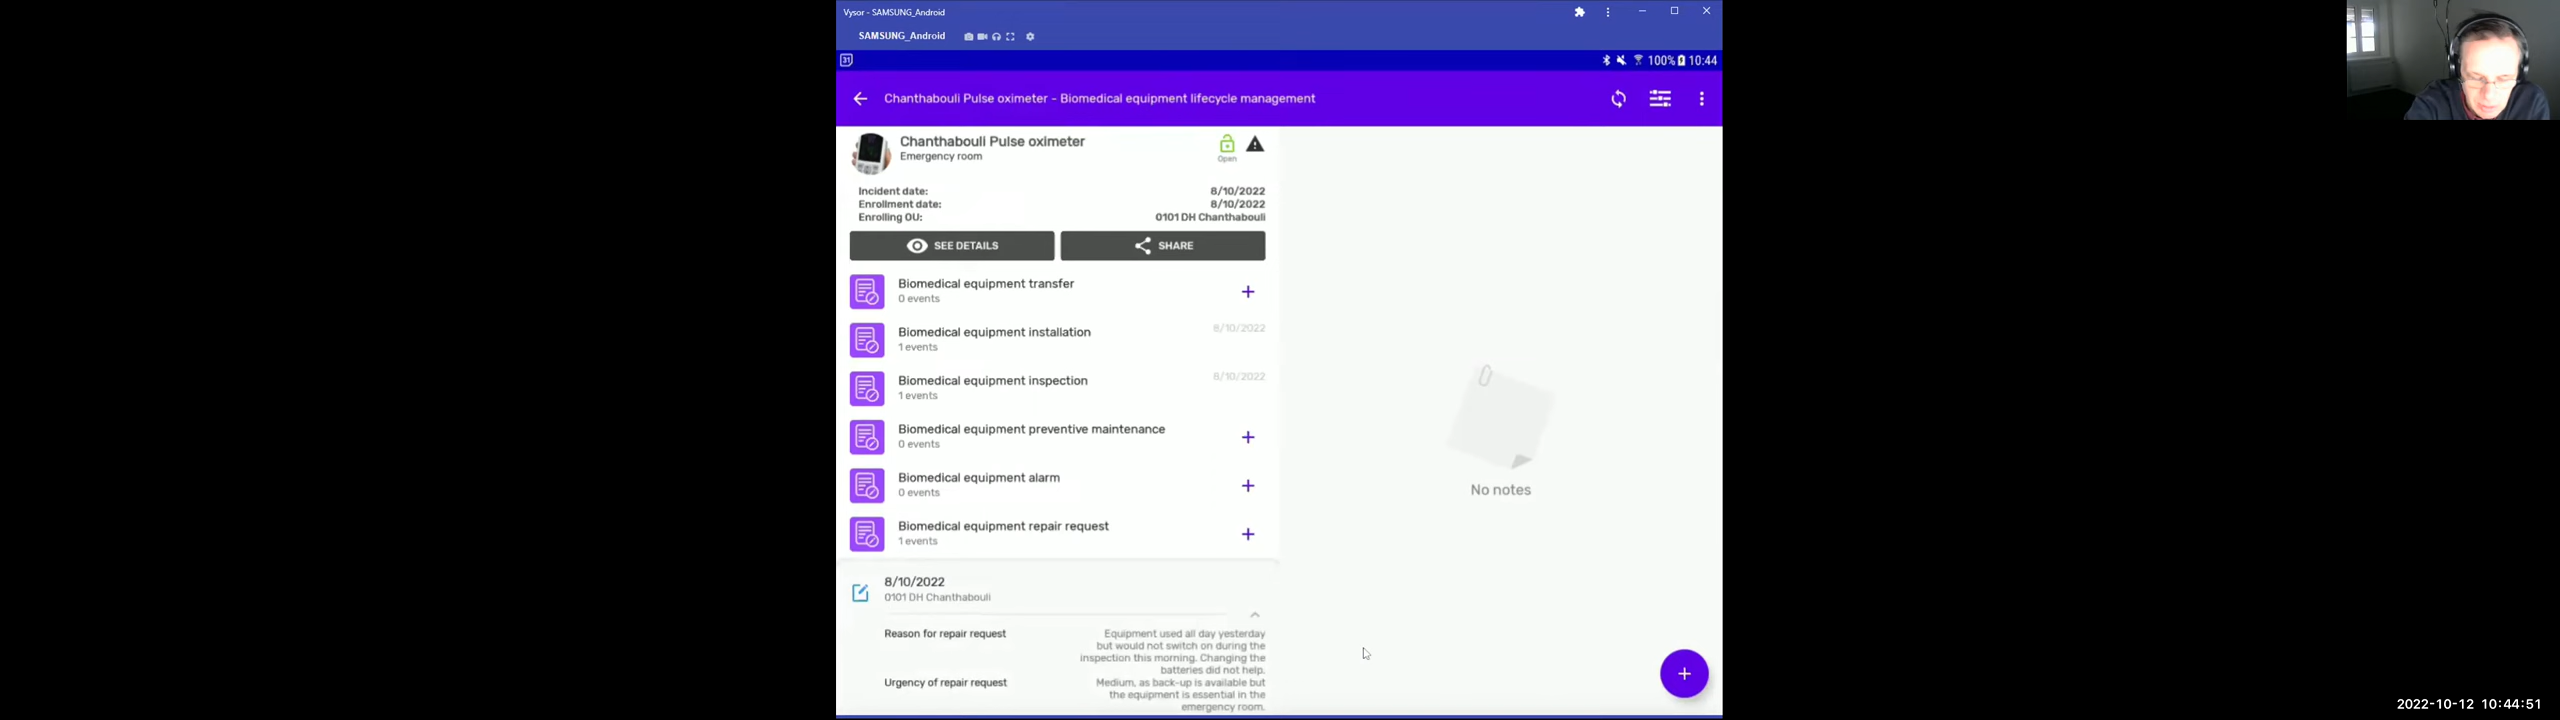 Vysor - SAMSUNG_Android
SAMSUNG_Android
31
100% 10:44
Chanthabouli Pulse oximeter - Biomedical equipment lifecycle management
Chanthabouli Pulse oximeter
Emergency room
Open
Incident date: 8/10/2022
Enrollment date: 8/10/2022
Enrolling OU: 0101 DH Chanthabouli
SEE DETAILS SHARE
Biomedical equipment transfer
0 events
Biomedical equipment installation 8/10/2022
1 events
Biomedical equipment inspection 8/10/2022
1 events
Biomedical equipment preventive maintenance
0 events
Biomedical equipment alarm
0 events
Biomedical equipment repair request
1 events
8/10/2022
0101 DH Chanthabouli
Reason for repair request Equipment used all day yesterday
but would not switch on during the
inspection this morning. Changing the
batteries did not help.
Urgency of repair request Medium, as back-up is available but
the equipment is essential in the
emergency room.
No notes
2022-10-12 10:44:51